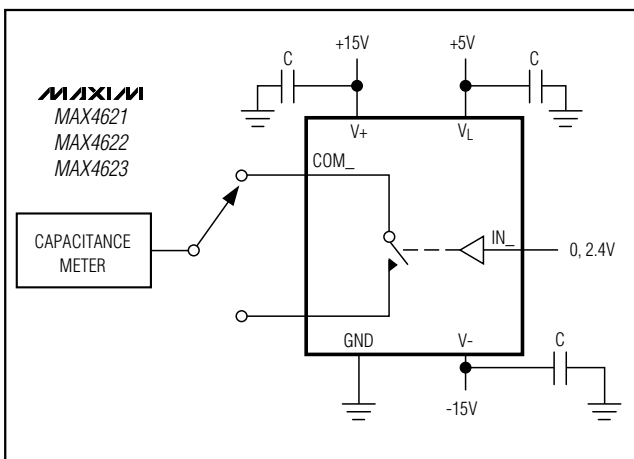 +15V
+5V
C
C
MAXIM
MAX4621
MAX4622
MAX4623
V+
VL
COM_
IN_
CAPACITANCE
METER
0, 2.4V
GND
V-
C
-15V